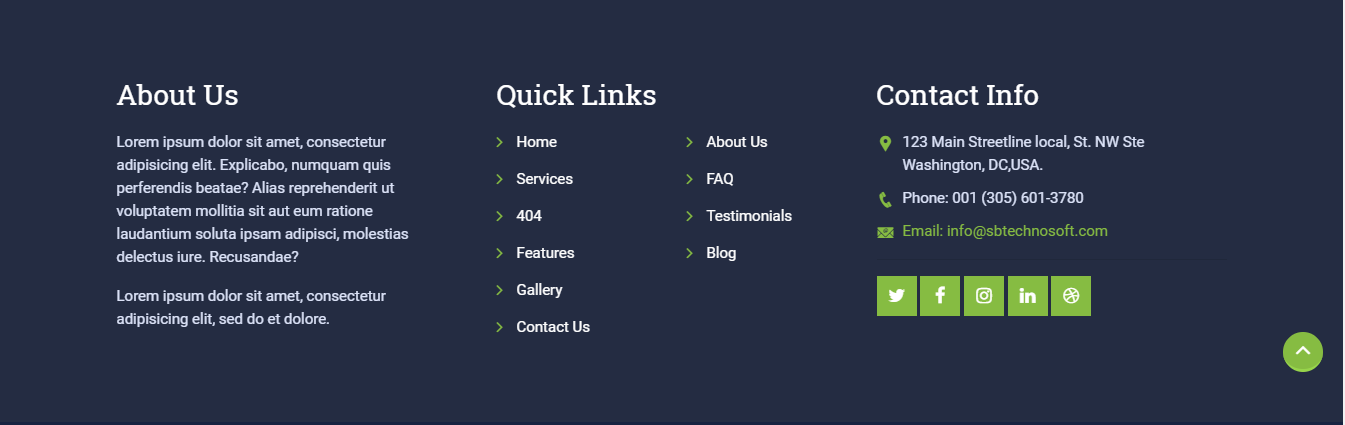 About Us
Lorem ipsum dolor sit amet, consectetur
adipisicing elit. Explicabo, numquam quis
perferendis beatae? Alias reprehenderit ut
voluptatem mollitia sit aut eum ratione
laudantium soluta ipsam adipisci, molestias
delectus iure. Recusandae?
Lorem ipsum dolor sit amet, consectetur
adipisicing elit, sed do et dolore.
Quick Links
Home
Services
404
Features
Gallery
Contact Us
About Us
FAQ
Testimonials
Blog
Contact Info
123 Main Streetline local, St. NW Ste
Washington, DC,USA.
Phone: 001 (305) 601-3780
Email: info@sbtechnosoft.com